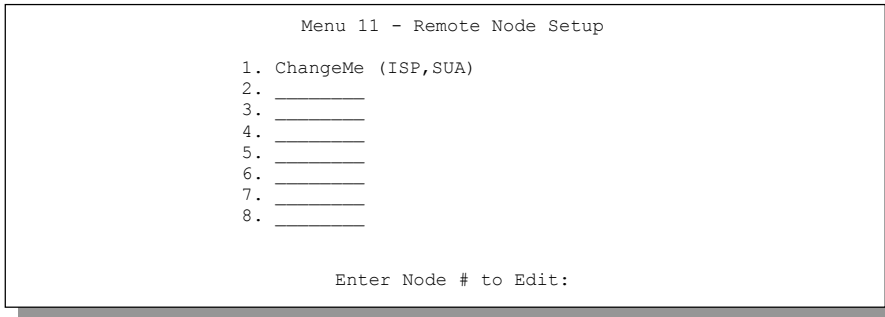 Menu 11 - Remote Node Setup
1. ChangeMe (ISP,SUA)
2. ________
3. ________
4. ________
5. ________
6. ________
7. ________
8. ________
Enter Node # to Edit: